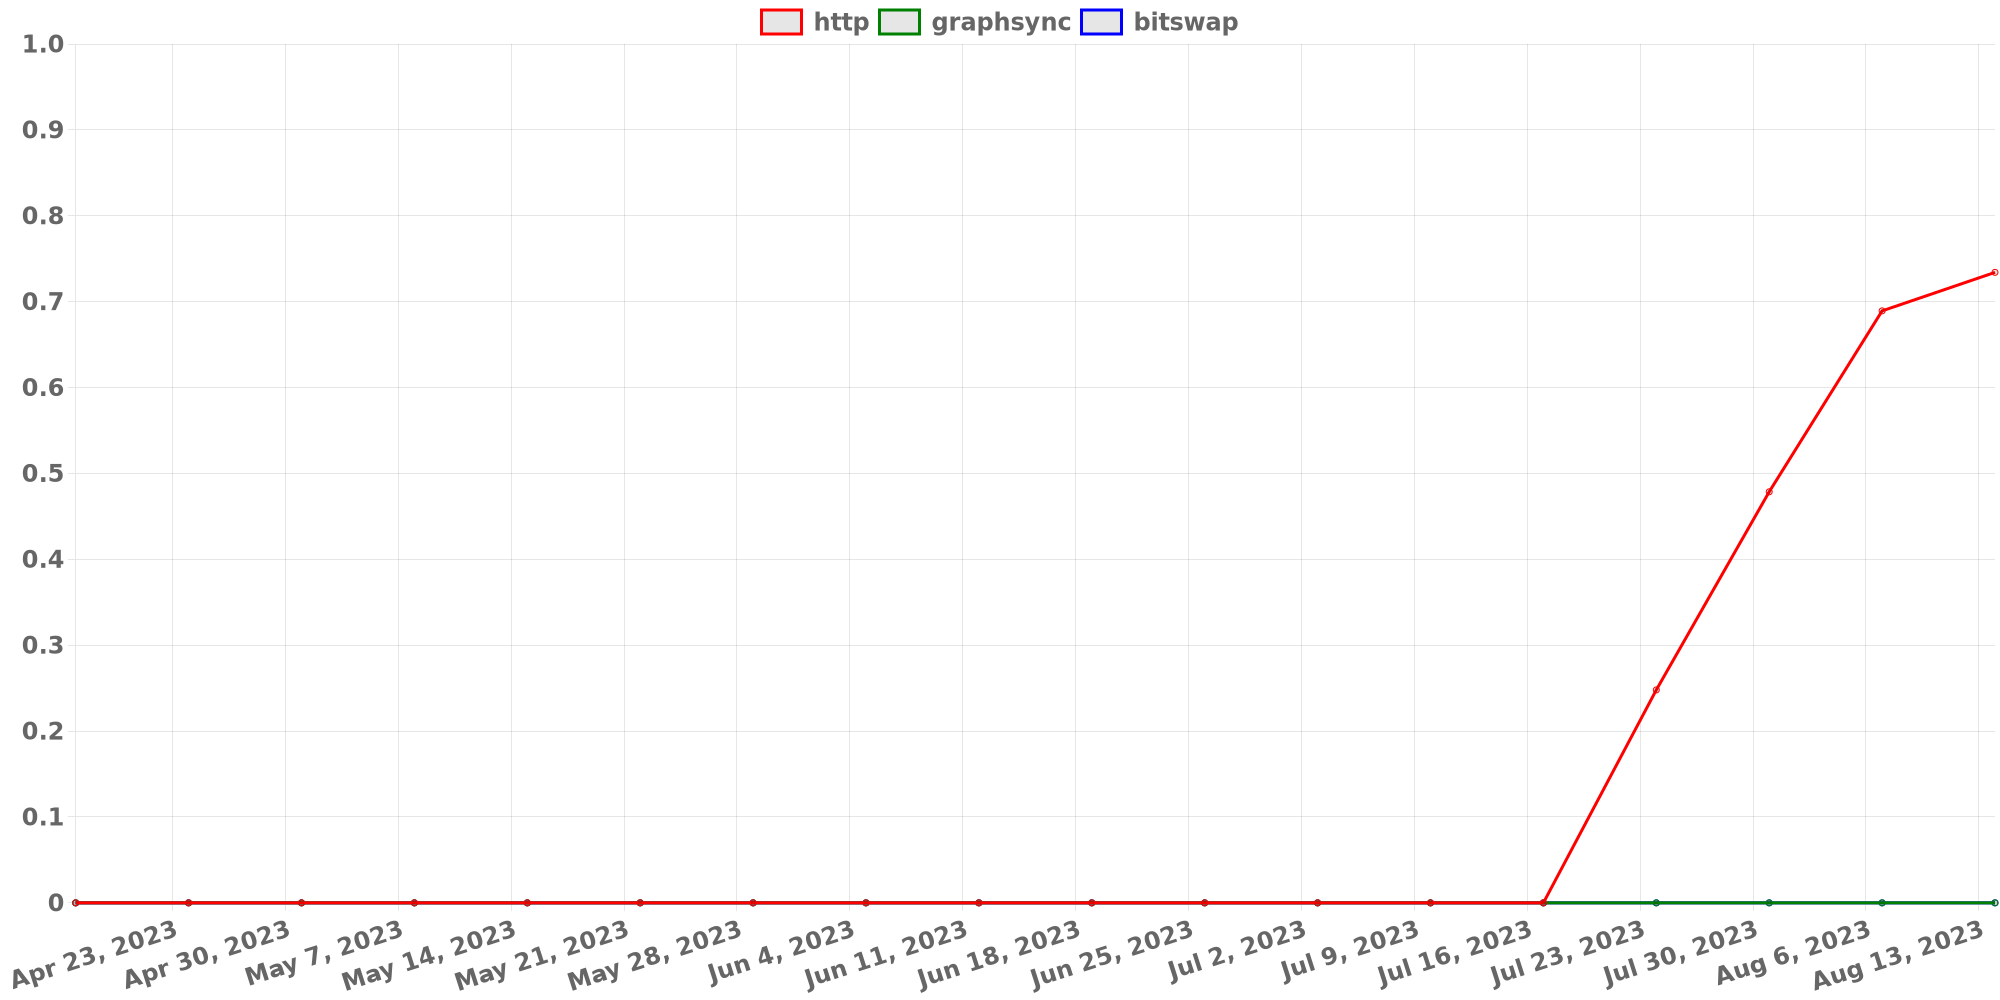 http graphsync bitswap
1.0
0.9
0.8
0.7
0.6
0.5
0.4
0.3
0.2
0.1
0
Apr 23, 2023
Apr 30, 2023
May 7, 2023
May 14, 2023
May 21, 2023
May 28, 2023
Jun 4, 2023
Jun 11, 2023
Jun 18, 2023
Jun 25, 2023
Jul 2, 2023
Jul 9, 2023
Jul 16, 2023
Jul 23, 2023
Jul 30, 2023
Aug 6, 2023
Aug 13, 2023